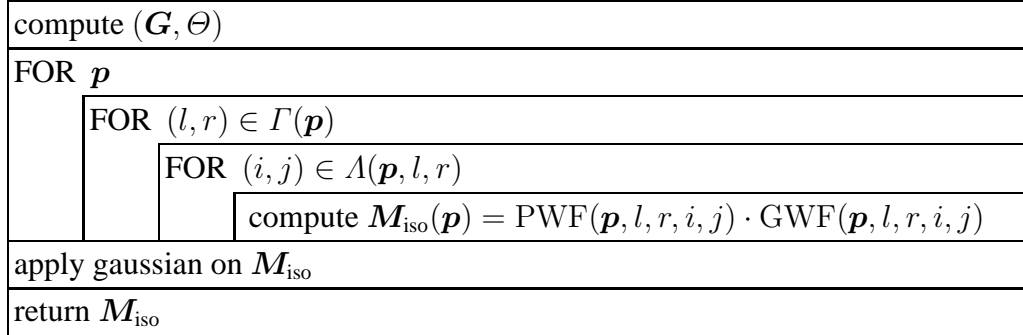 compute (G, Θ)
FOR p
FOR (l, r) ∈ Γ(p)
FOR (i, j) ∈ Λ(p, l, r)
compute M_iso(p) = PWF(p, l, r, i, j) · GWF(p, l, r, i, j)
apply gaussian on M_iso
return M_iso